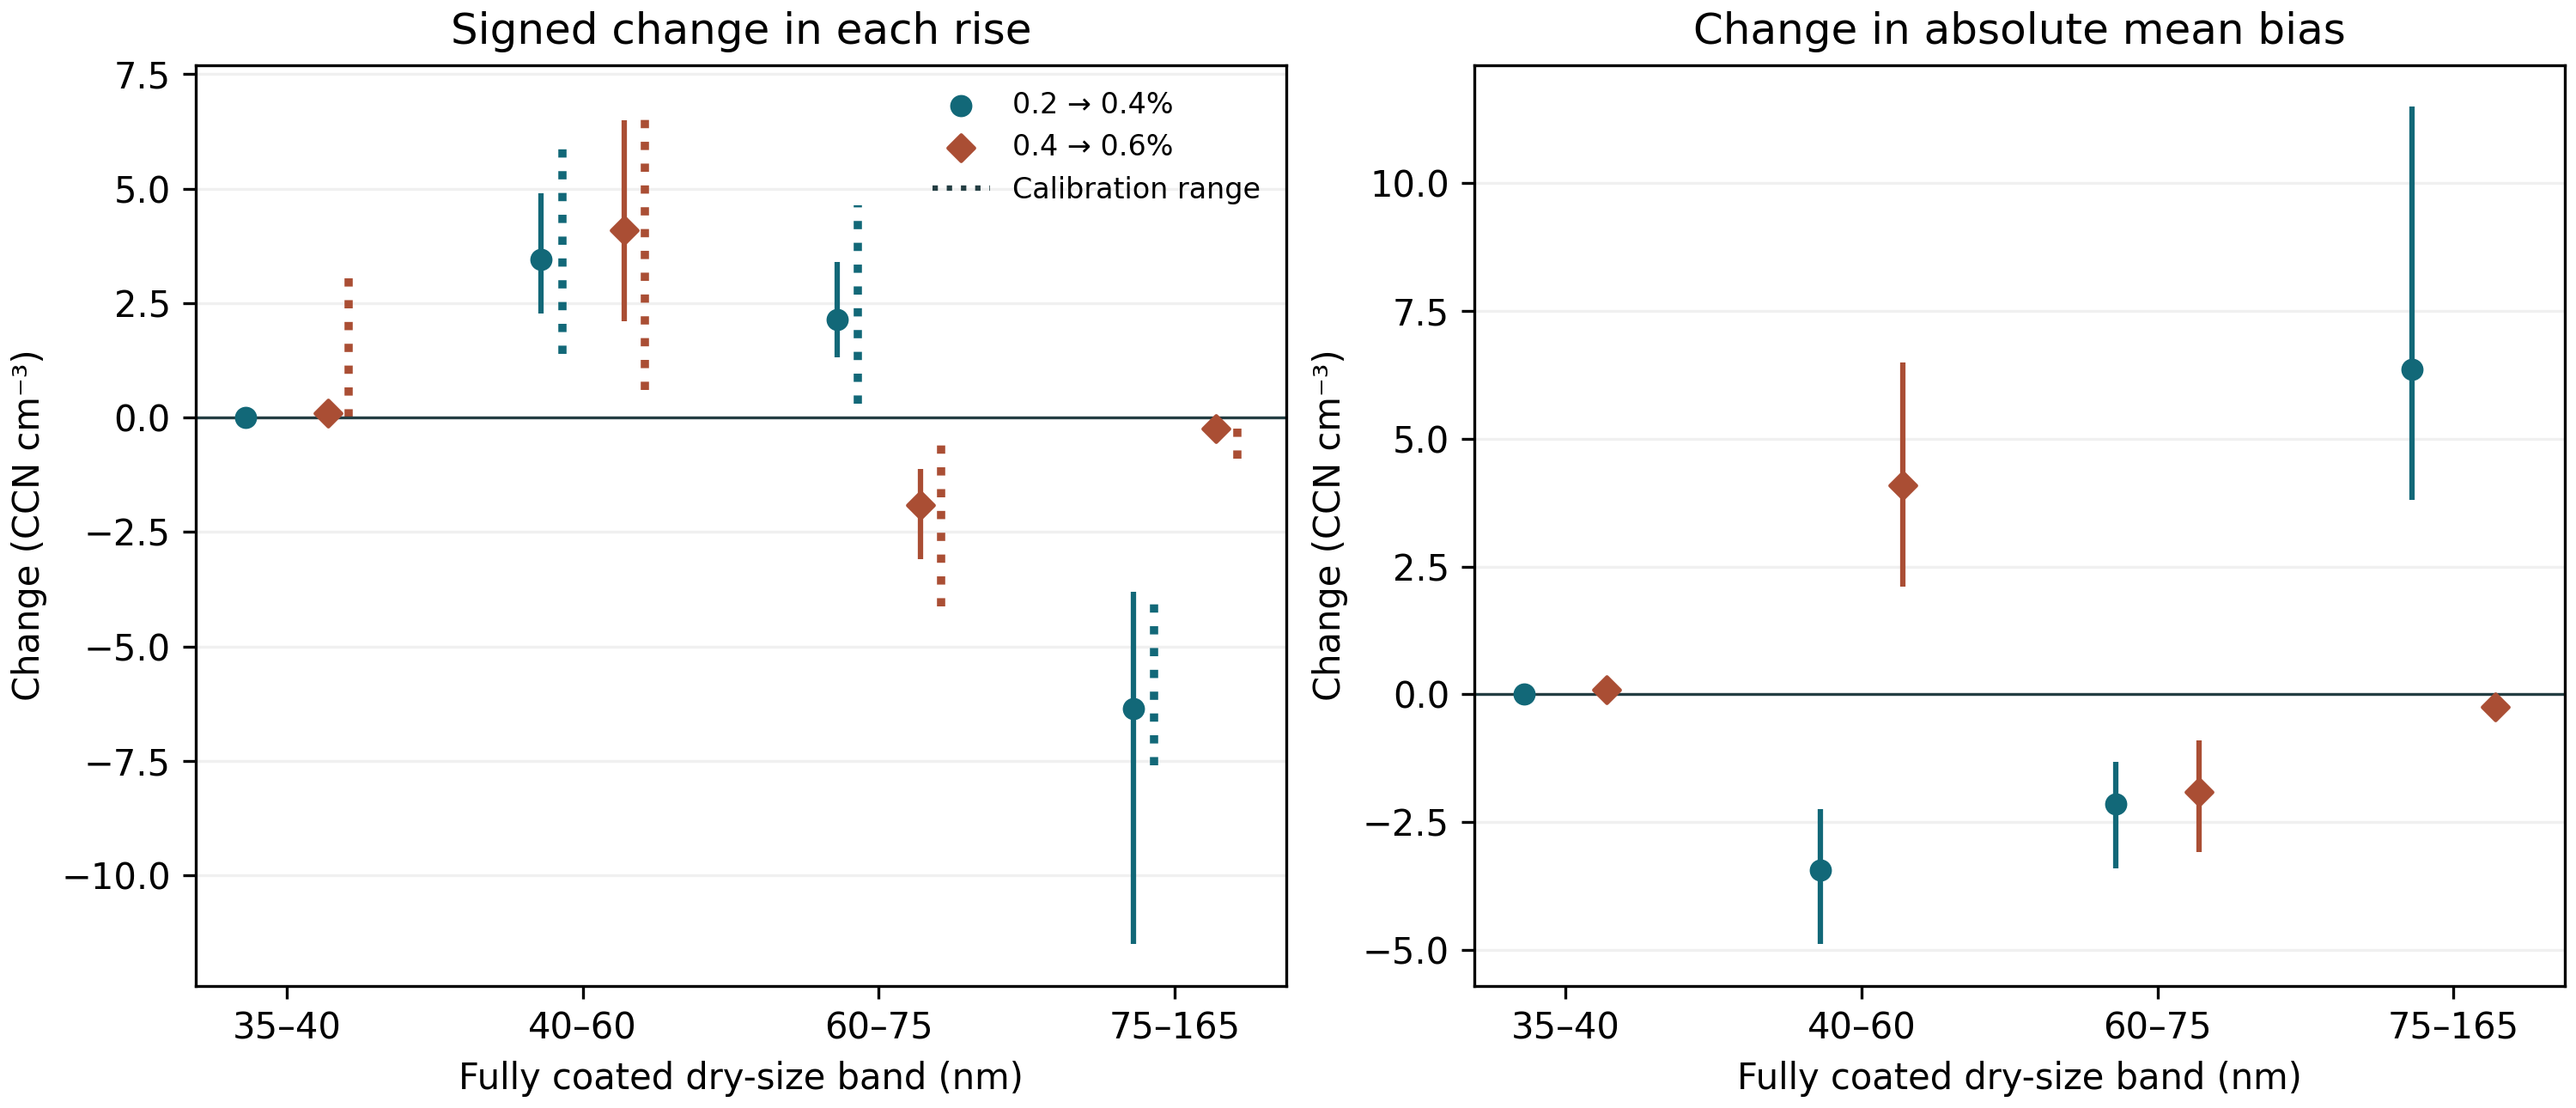 Signed change in each rise
7.5
5.0
2.5
0.0
−2.5
−5.0
−7.5
−10.0
Change (CCN cm⁻³)
0.2 → 0.4%
0.4 → 0.6%
Calibration range
35–40
40–60
60–75
75–165
Fully coated dry-size band (nm)
Change in absolute mean bias
10.0
7.5
5.0
2.5
0.0
−2.5
−5.0
Change (CCN cm⁻³)
35–40
40–60
60–75
75–165
Fully coated dry-size band (nm)